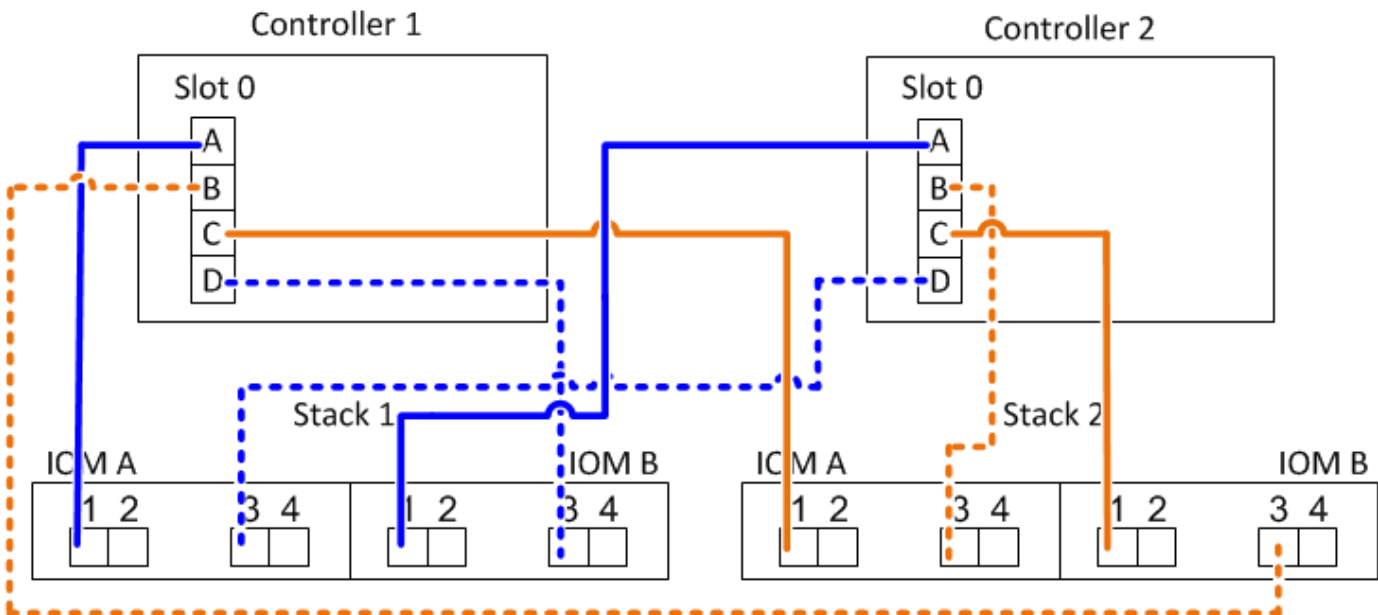 Controller 1
Controller 2
Slot 0
Slot 0
A
B
C
D
A
B
C
D
Stack 1
Stack 2
IOM A
IOM B
IOM A
IOM B
1 2
3 4
1 2
3 4
1 2
3 4
1 2
3 4